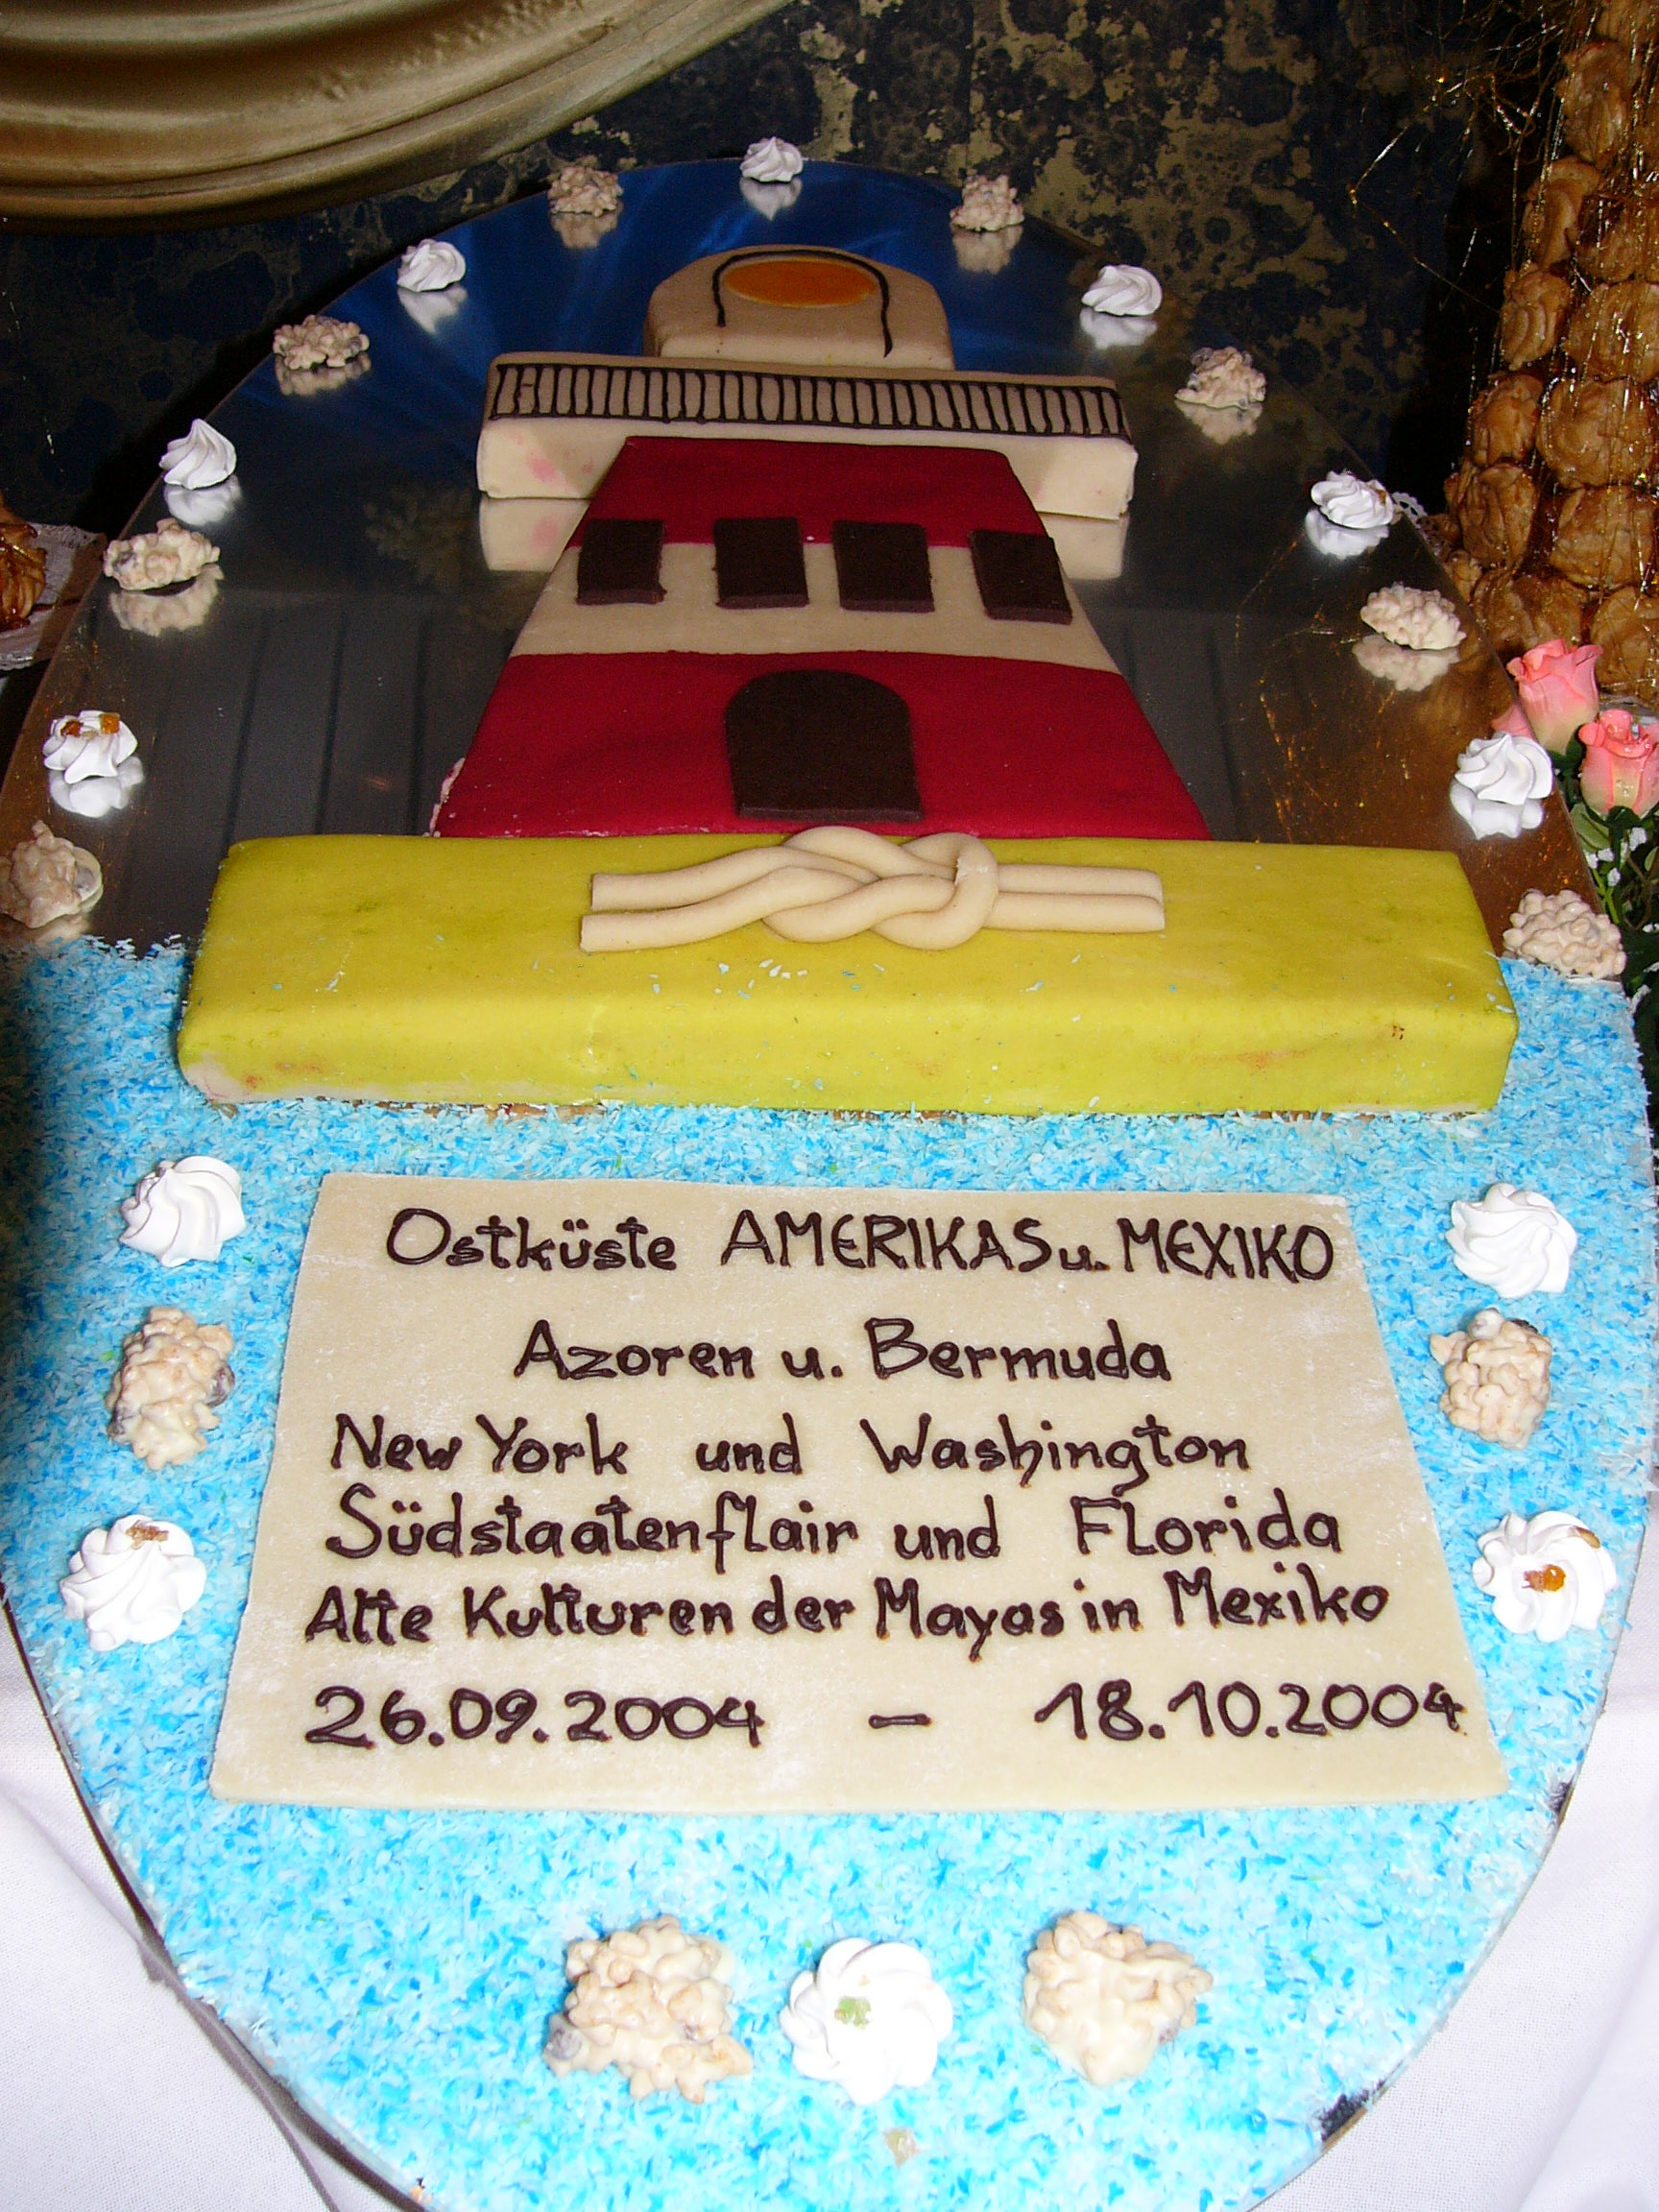 Ostküste AMERIKAS u. MEXIKO
Azoren u. Bermuda
New York und Washington
Südstaatenflair und Florida
Alte Kulturen der Mayas in Mexiko
26.09.2004 – 18.10.2004